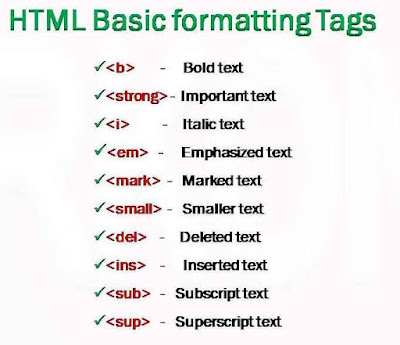 HTML Basic formatting Tags
✓<b> - Bold text
✓<strong> - Important text
✓<i> - Italic text
✓<em> - Emphasized text
✓<mark> - Marked text
✓<small> - Smaller text
✓<del> - Deleted text
✓<ins> - Inserted text
✓<sub> - Subscript text
✓<sup> - Superscript text